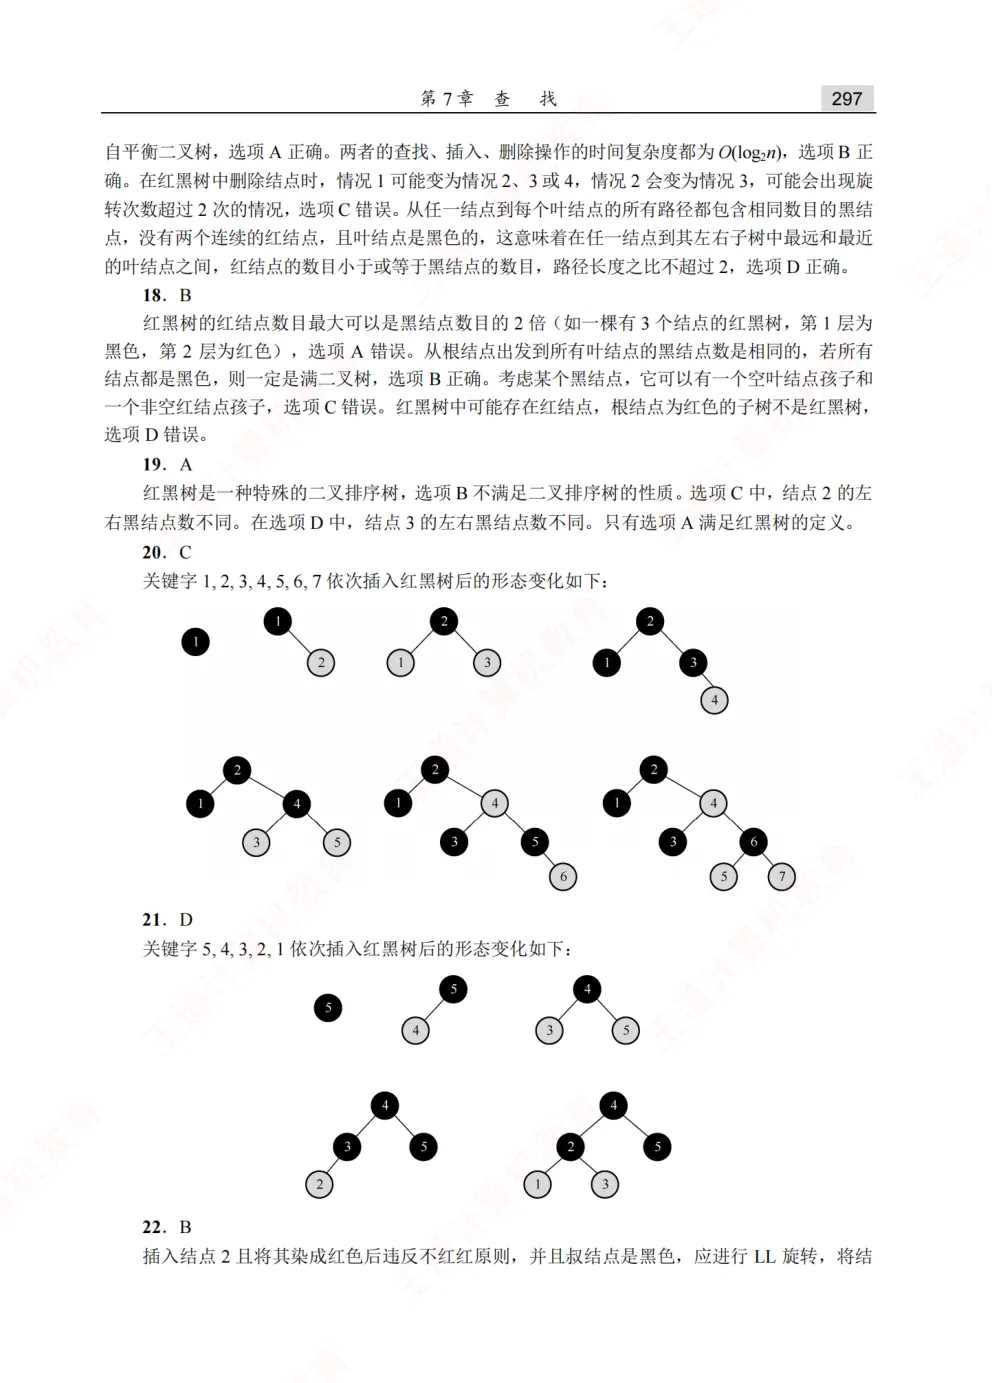 第 7 章 查 找
297
自平衡二叉树，选项 A 正确。两者的查找、插入、删除操作的时间复杂度都为 O(log₂n)，选项 B 正
确。在红黑树中删除结点时，情况 1 可能变为情况 2、3 或 4，情况 2 会变为情况 3，可能会出现旋
转次数超过 2 次的情况，选项 C 错误。从任一结点到每个叶结点的所有路径都包含相同数目的黑结
点，没有两个连续的红结点，且叶结点是黑色的，这意味着在任一结点到其左右子树中最远和最近
的叶结点之间，红结点的数目小于或等于黑结点的数目，路径长度之比不超过 2，选项 D 正确。
18．B
红黑树的红结点数目最大可以是黑结点数目的 2 倍（如一棵有 3 个结点的红黑树，第 1 层为
黑色，第 2 层为红色），选项 A 错误。从根结点出发到所有叶结点的黑结点数是相同的，若所有
结点都是黑色，则一定是满二叉树，选项 B 正确。考虑某个黑结点，它可以有一个空叶结点孩子和
一个非空红结点孩子，选项 C 错误。红黑树中可能存在红结点，根结点为红色的子树不是红黑树，
选项 D 错误。
19．A
红黑树是一种特殊的二叉排序树，选项 B 不满足二叉排序树的性质。选项 C 中，结点 2 的左
右黑结点数不同。在选项 D 中，结点 3 的左右黑结点数不同。只有选项 A 满足红黑树的定义。
20．C
关键字 1, 2, 3, 4, 5, 6, 7 依次插入红黑树后的形态变化如下：
1 1 2 2
1 2 3 1 3
4
2 2 2
1 4 1 4 1 4
3 5 3 5 3 6
6 5 7
21．D
关键字 5, 4, 3, 2, 1 依次插入红黑树后的形态变化如下：
5 5 4
4 3 5
4 4
3 5 2 5
2 1 3
22．B
插入结点 2 且将其染成红色后违反不红红原则，并且叔结点是黑色，应进行 LL 旋转，将结
王道计算机教育